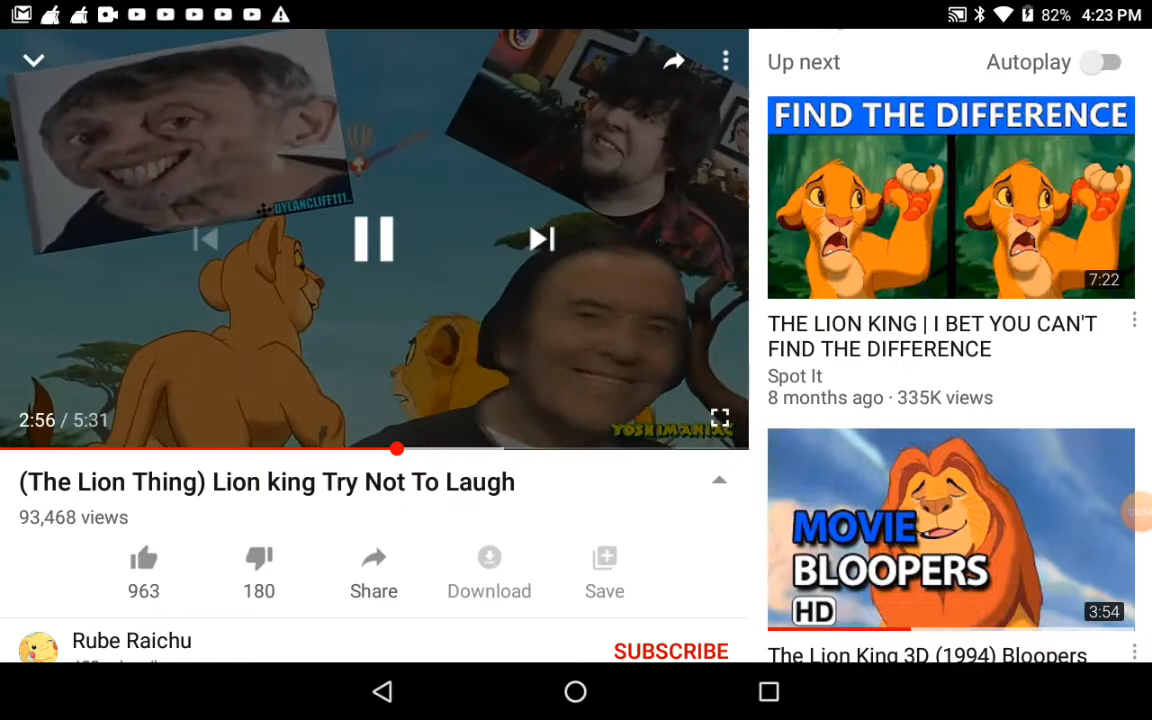 82% 4:23 PM
DYLANCLIFF111..
YOSHIMANIAC
2:56 / 5:31
(The Lion Thing) Lion king Try Not To Laugh
93,468 views
963
180
Share
Download
Save
Rube Raichu
SUBSCRIBE
Up next
Autoplay
FIND THE DIFFERENCE
7:22
THE LION KING | I BET YOU CAN'T
FIND THE DIFFERENCE
Spot It
8 months ago · 335K views
MOVIE
BLOOPERS
HD
3:54
The Lion King 3D (1994) Bloopers